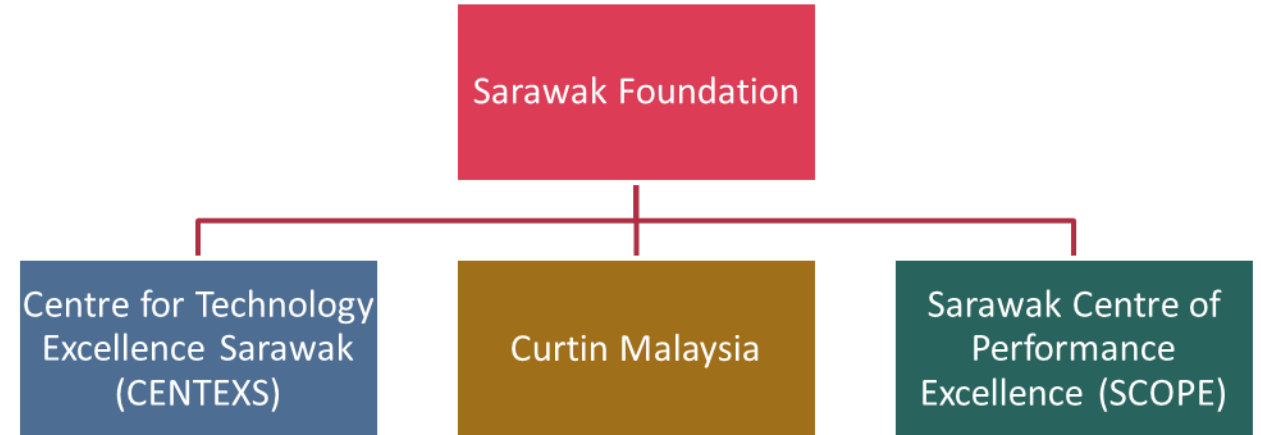 Sarawak Foundation
Centre for Technology
Excellence Sarawak
(CENTEXS)
Curtin Malaysia
Sarawak Centre of
Performance
Excellence (SCOPE)